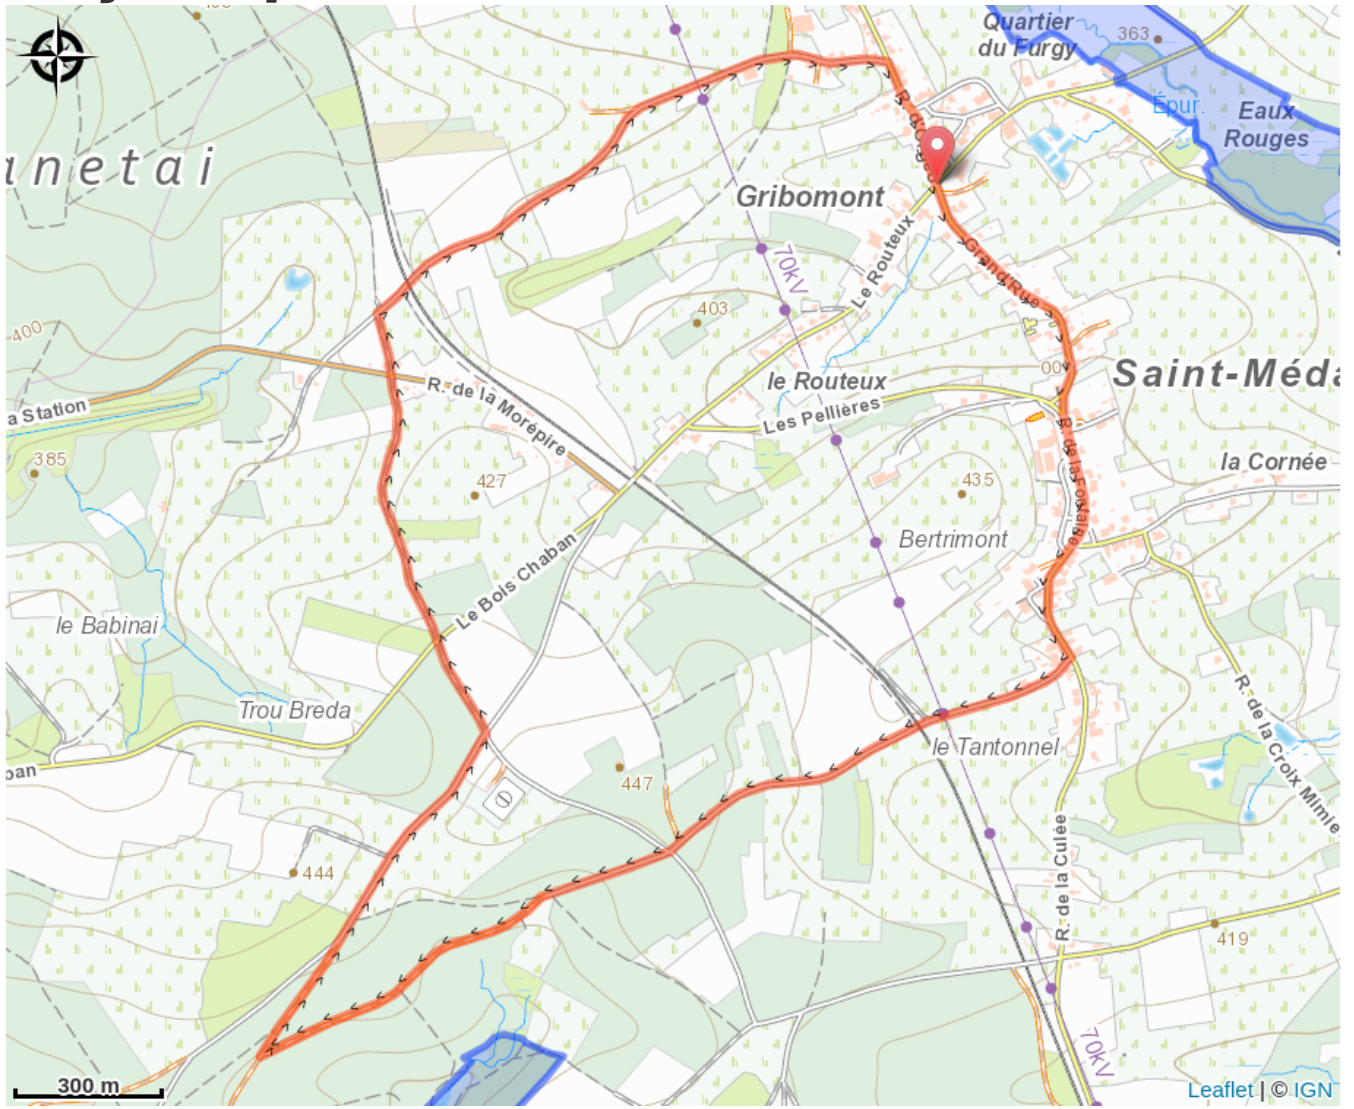 Quartier
du Furgy
363
Épur.
Eaux
Rouges
anetai
R. d'Orgeo
Gribomont
70kV
Le Routeux
Grand'Rue
400
403
Saint-Méda
le Routeux
00
R. de la Morépire
a Station
Les Pellières
R. de la Fontaine
385
427
435
la Cornée
Bertrimont
Le Bois Chaban
le Babinai
Trou Breda
R. de la Croix Mimie
le Tantonnel
ban
447
444
R. de la Culée
419
70kV
300 m
Leaflet | © IGN